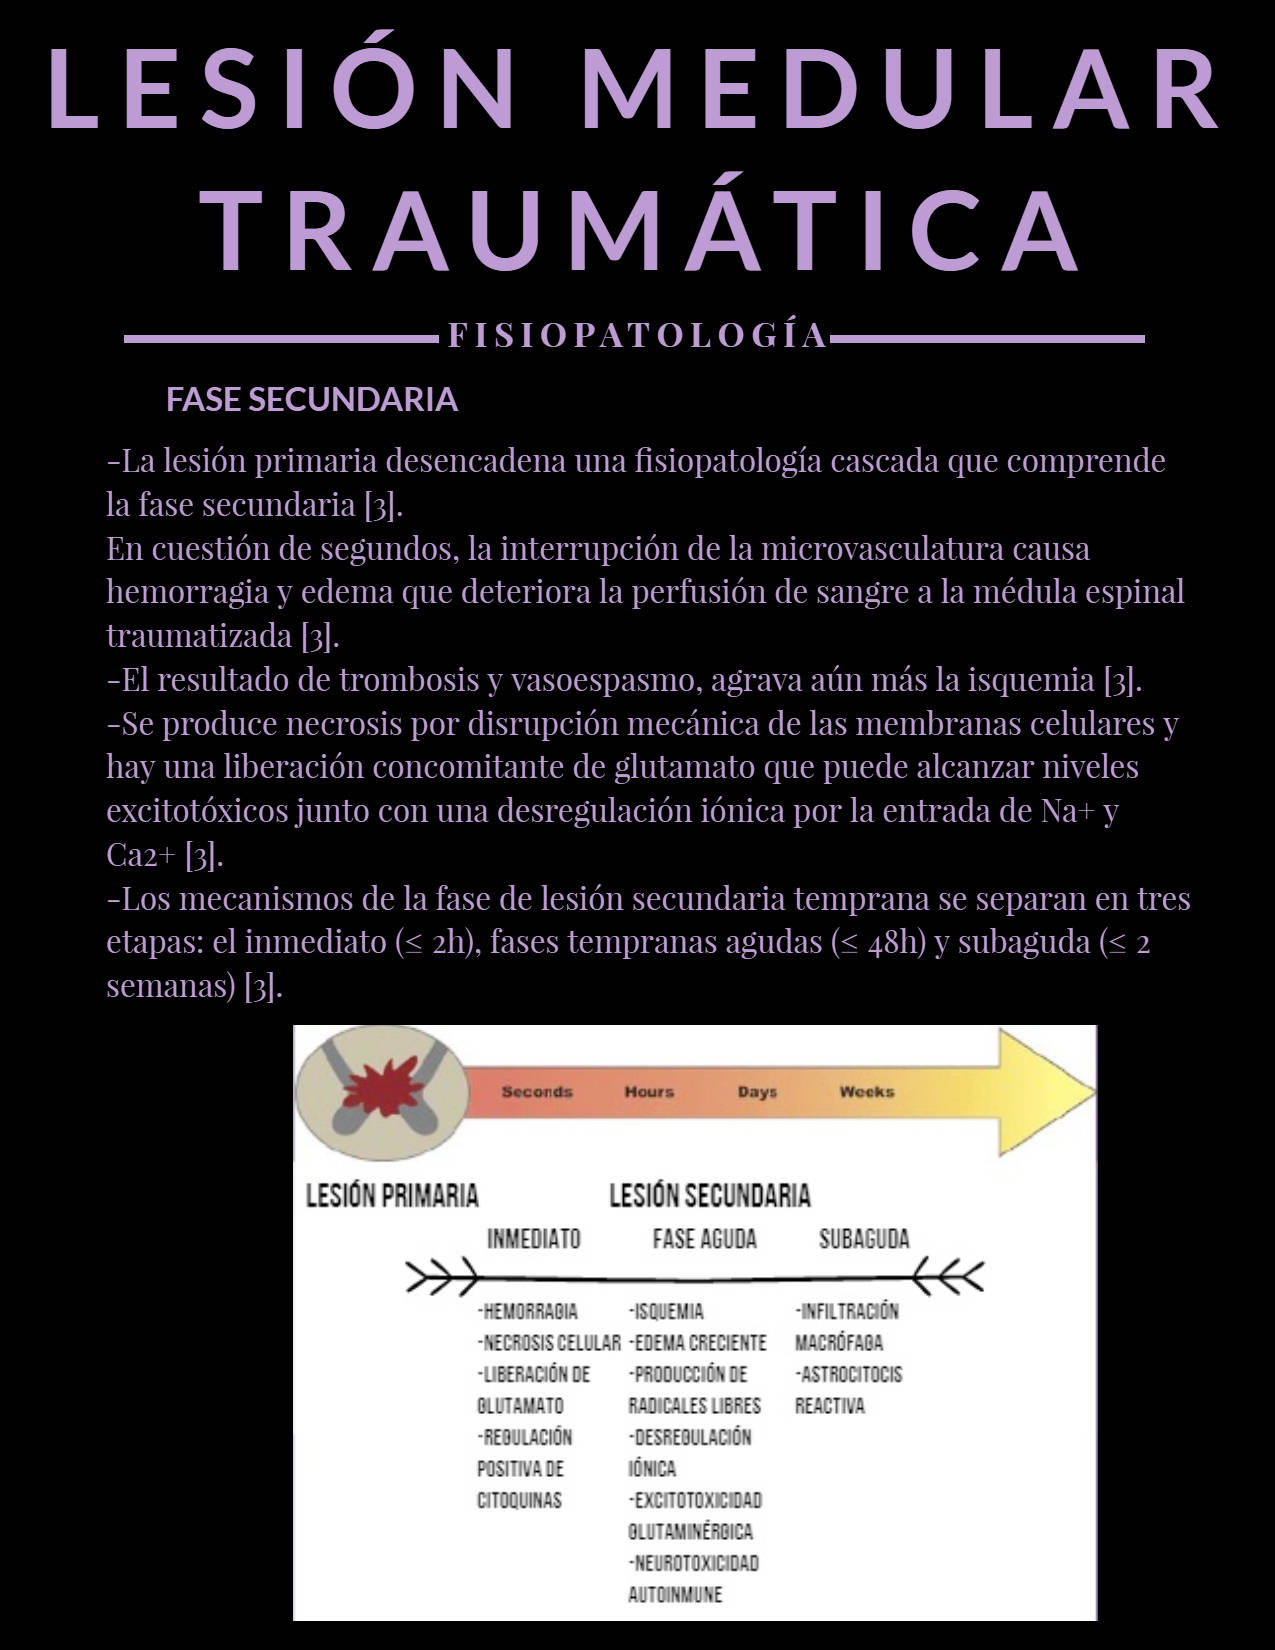 LESIÓN MEDULAR
TRAUMÁTICA
FISIOPATOLOGÍA
FASE SECUNDARIA
-La lesión primaria desencadena una fisiopatología cascada que comprende
la fase secundaria [3].
En cuestión de segundos, la interrupción de la microvasculatura causa
hemorragia y edema que deteriora la perfusión de sangre a la médula espinal
traumatizada [3].
-El resultado de trombosis y vasoespasmo, agrava aún más la isquemia [3].
-Se produce necrosis por disrupción mecánica de las membranas celulares y
hay una liberación concomitante de glutamato que puede alcanzar niveles
excitotóxicos junto con una desregulación iónica por la entrada de Na+ y
Ca2+ [3].
-Los mecanismos de la fase de lesión secundaria temprana se separan en tres
etapas: el inmediato (≤ 2h), fases tempranas agudas (≤ 48h) y subaguda (≤ 2
semanas) [3].
Seconds Hours Days Weeks
LESIÓN PRIMARIA LESIÓN SECUNDARIA
INMEDIATO FASE AGUDA SUBAGUDA
-HEMORRAGIA
-NECROSIS CELULAR
-LIBERACIÓN DE
GLUTAMATO
-REGULACIÓN
POSITIVA DE
CITOQUINAS
-ISQUEMIA
-EDEMA CRECIENTE
-PRODUCCIÓN DE
RADICALES LIBRES
-DESREGULACIÓN
IÓNICA
-EXCITOTOXICIDAD
GLUTAMINÉRGICA
-NEUROTOXICIDAD
AUTOINMUNE
-INFILTRACIÓN
MACRÓFAGA
-ASTROCITOCIS
REACTIVA